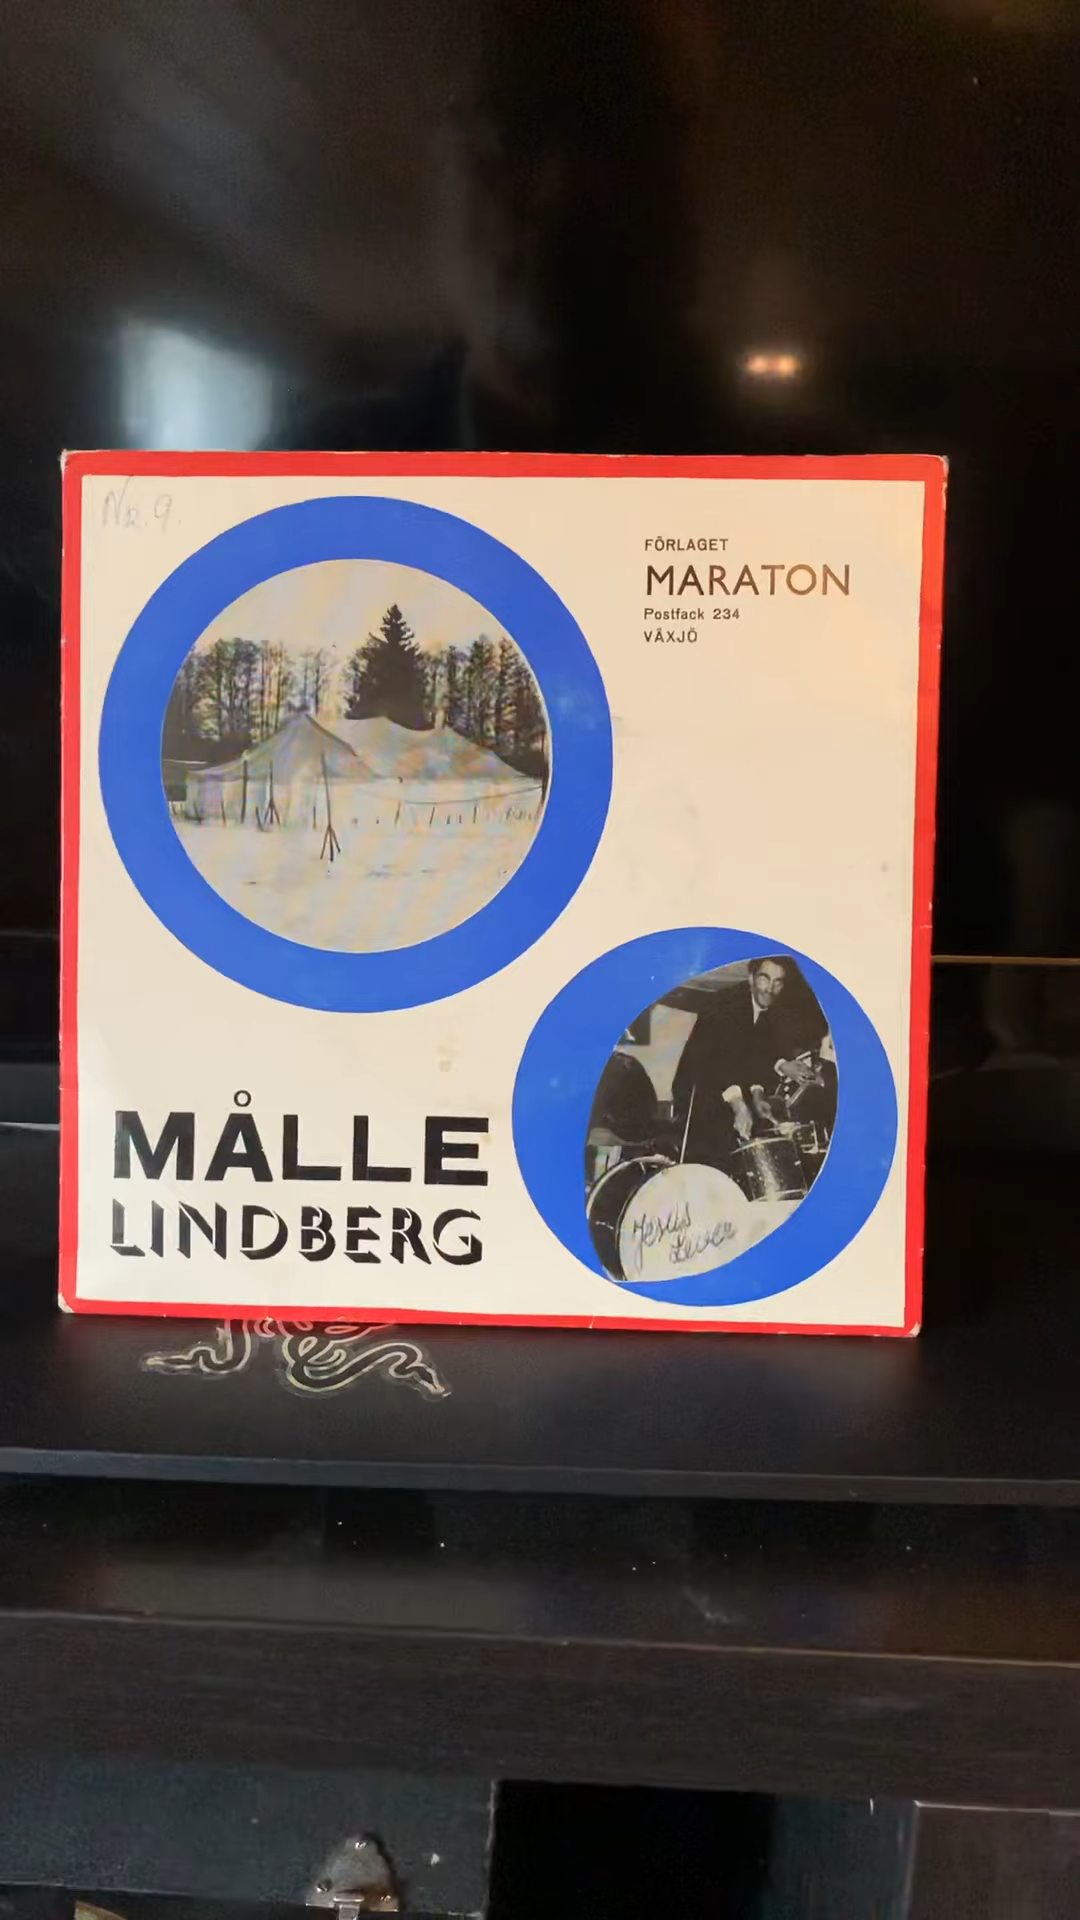 Nr. 9.
FÖRLAGET
MARATON
Postfack 234
VÄXJÖ
MÅLLE
LINDBERG
Jesus
Lever